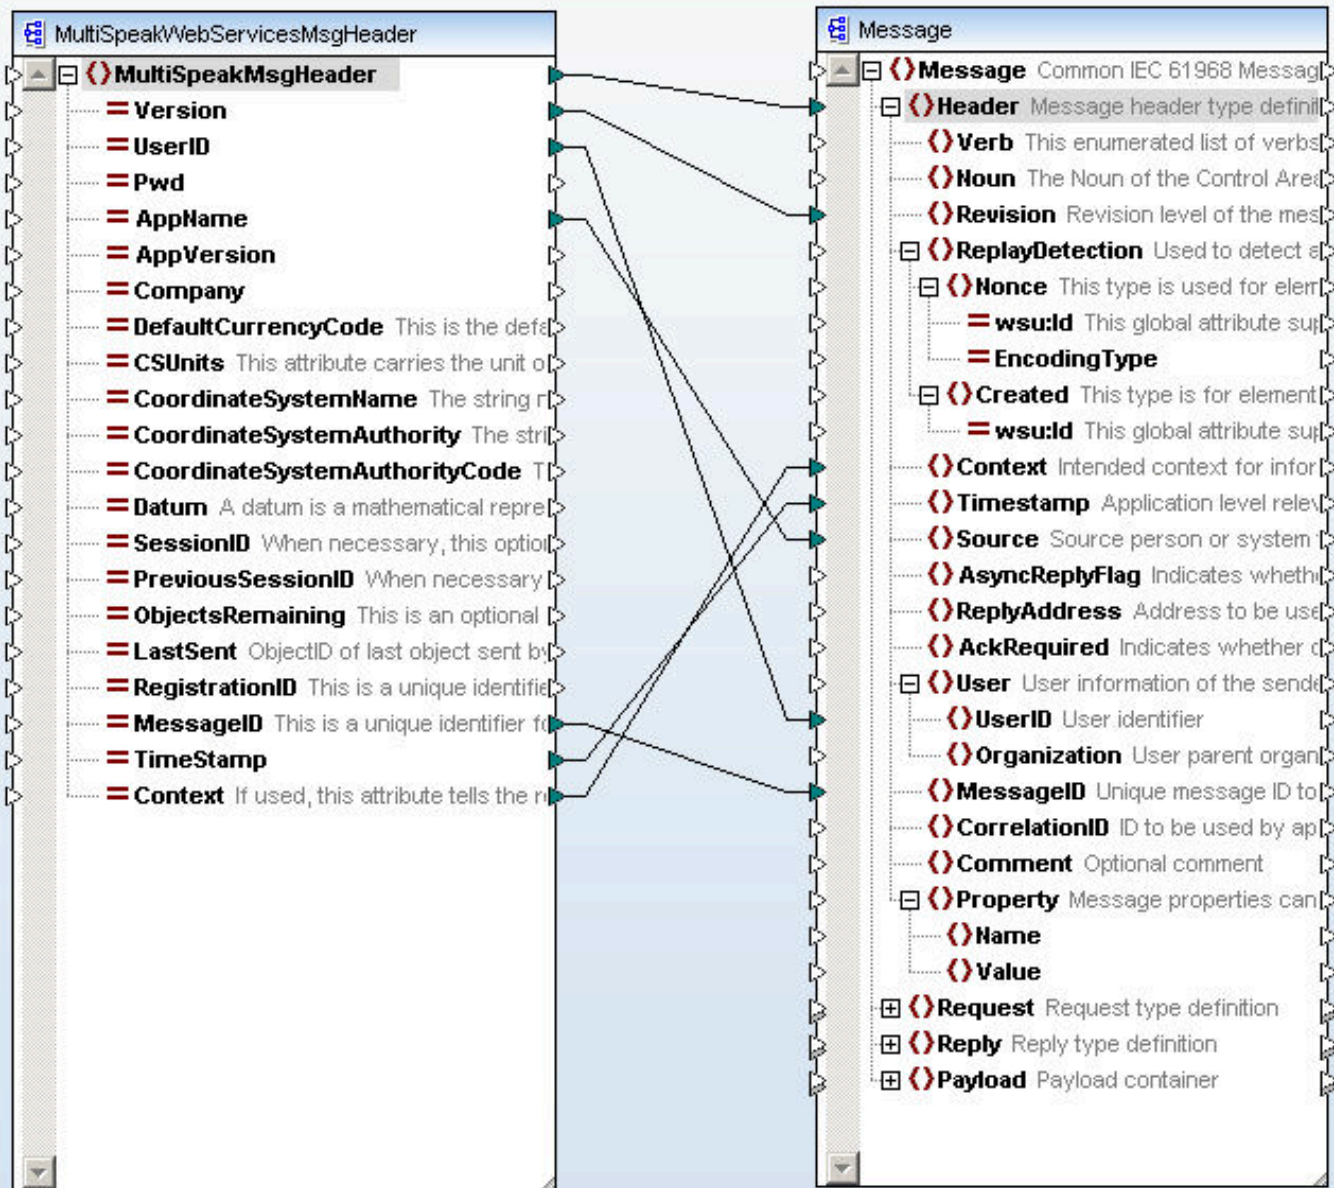 MultiSpeakWebServicesMsgHeader
MultiSpeakMsgHeader
Version
UserID
Pwd
AppName
AppVersion
Company
DefaultCurrencyCode This is the defa
CSUnits This attribute carries the unit o
CoordinateSystemName The string
CoordinateSystemAuthority The stri
CoordinateSystemAuthorityCode T
Datum A datum is a mathematical repre
SessionID When necessary, this option
PreviousSessionID When necessary
ObjectsRemaining This is an optional
LastSent ObjectID of last object sent by
RegistrationID This is a unique identifie
MessageID This is a unique identifier fo
TimeStamp
Context If used, this attribute tells the r
Message
Message Common IEC 61968 Messag
Header Message header type definit
Verb This enumerated list of verbs
Noun The Noun of the Control Area
Revision Revision level of the mes
ReplayDetection Used to detect a
Nonce This type is used for elem
wsu:Id This global attribute sup
EncodingType
Created This type is for element
wsu:Id This global attribute sup
Context Intended context for infor
Timestamp Application level relev
Source Source person or system
AsyncReplyFlag Indicates wheth
ReplyAddress Address to be use
AckRequired Indicates whether
User User information of the sende
UserID User identifier
Organization User parent organ
MessageID Unique message ID to
CorrelationID ID to be used by ap
Comment Optional comment
Property Message properties can
Name
Value
Request Request type definition
Reply Reply type definition
Payload Payload container